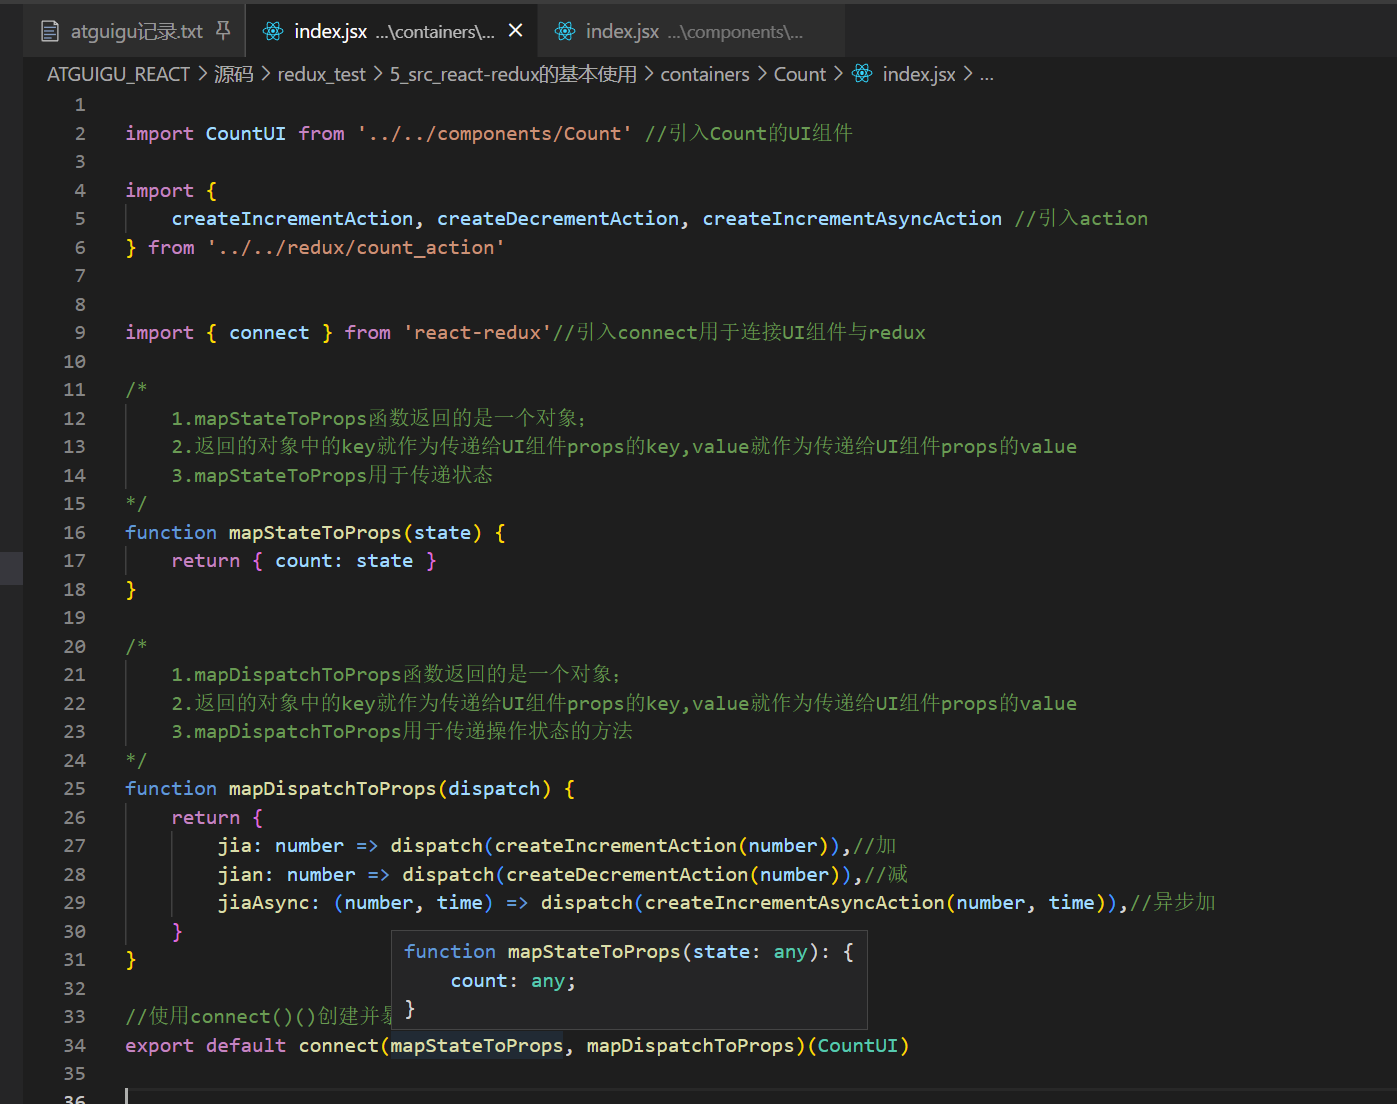 atguigu记录.txt index.jsx ...\containers\... index.jsx ...\components\...
ATGUIGU_REACT > 源码 > redux_test > 5_src_react-redux的基本使用 > containers > Count > index.jsx > ...
1
2 import CountUI from '../../components/Count' //引入Count的UI组件
3
4 import {
5 createIncrementAction, createDecrementAction, createIncrementAsyncAction //引入action
6 } from '../../redux/count_action'
7
8
9 import { connect } from 'react-redux'//引入connect用于连接UI组件与redux
10
11 /*
12 1.mapStateToProps函数返回的是一个对象;
13 2.返回的对象中的key就作为传递给UI组件props的key,value就作为传递给UI组件props的value
14 3.mapStateToProps用于传递状态
15 */
16 function mapStateToProps(state) {
17 return { count: state }
18 }
19
20 /*
21 1.mapDispatchToProps函数返回的是一个对象;
22 2.返回的对象中的key就作为传递给UI组件props的key,value就作为传递给UI组件props的value
23 3.mapDispatchToProps用于传递操作状态的方法
24 */
25 function mapDispatchToProps(dispatch) {
26 return {
27 jia: number => dispatch(createIncrementAction(number)),//加
28 jian: number => dispatch(createDecrementAction(number)),//减
29 jiaAsync: (number, time) => dispatch(createIncrementAsyncAction(number, time)),//异步加
30 }
31 }
function mapStateToProps(state: any): {
count: any;
}
32
33 //使用connect()()创建并
34 export default connect(mapStateToProps, mapDispatchToProps)(CountUI)
35
36